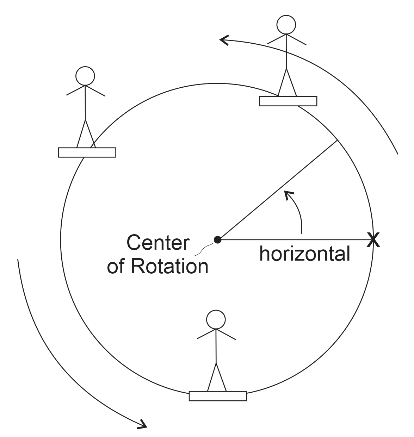 Center
of Rotation
horizontal
X